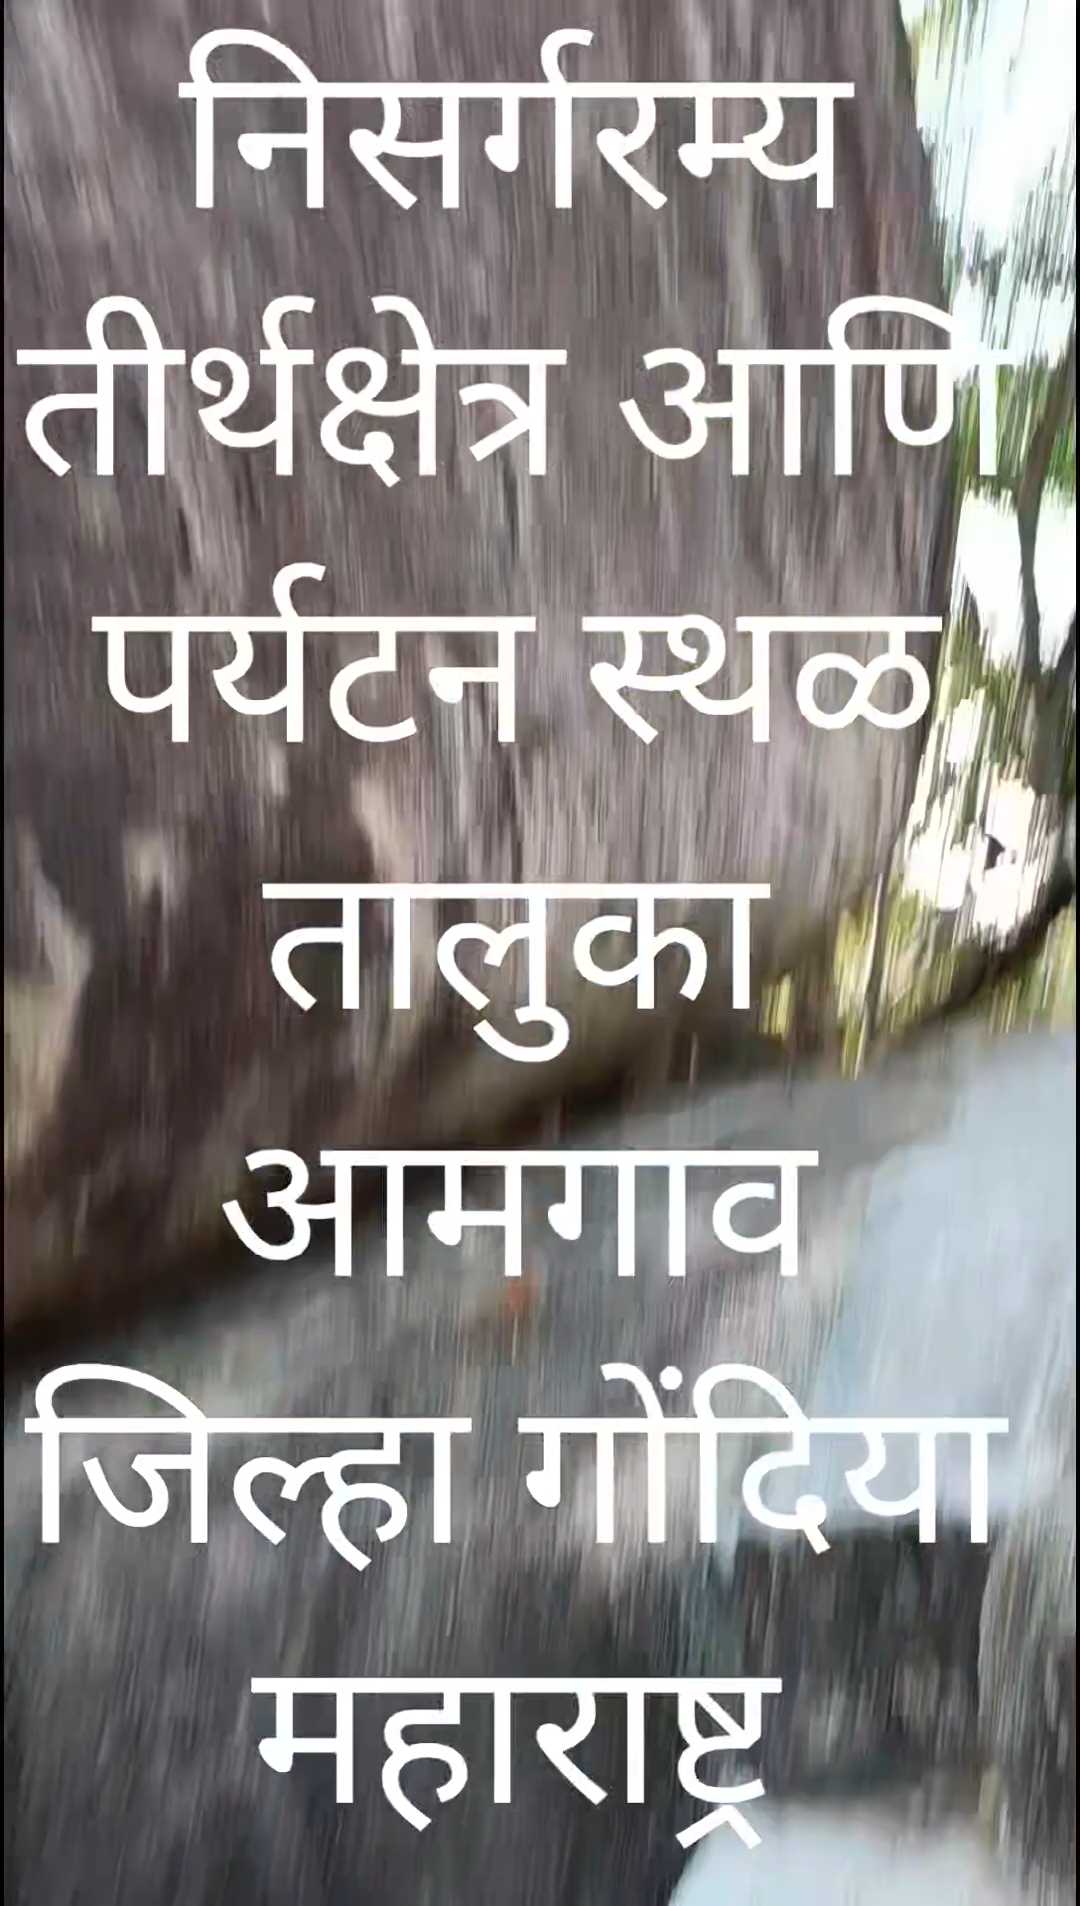 निसर्गरम्य
तीर्थक्षेत्र आणि
पर्यटन स्थळ
तालुका
आमगाव
जिल्हा गोंदिया
महाराष्ट्र